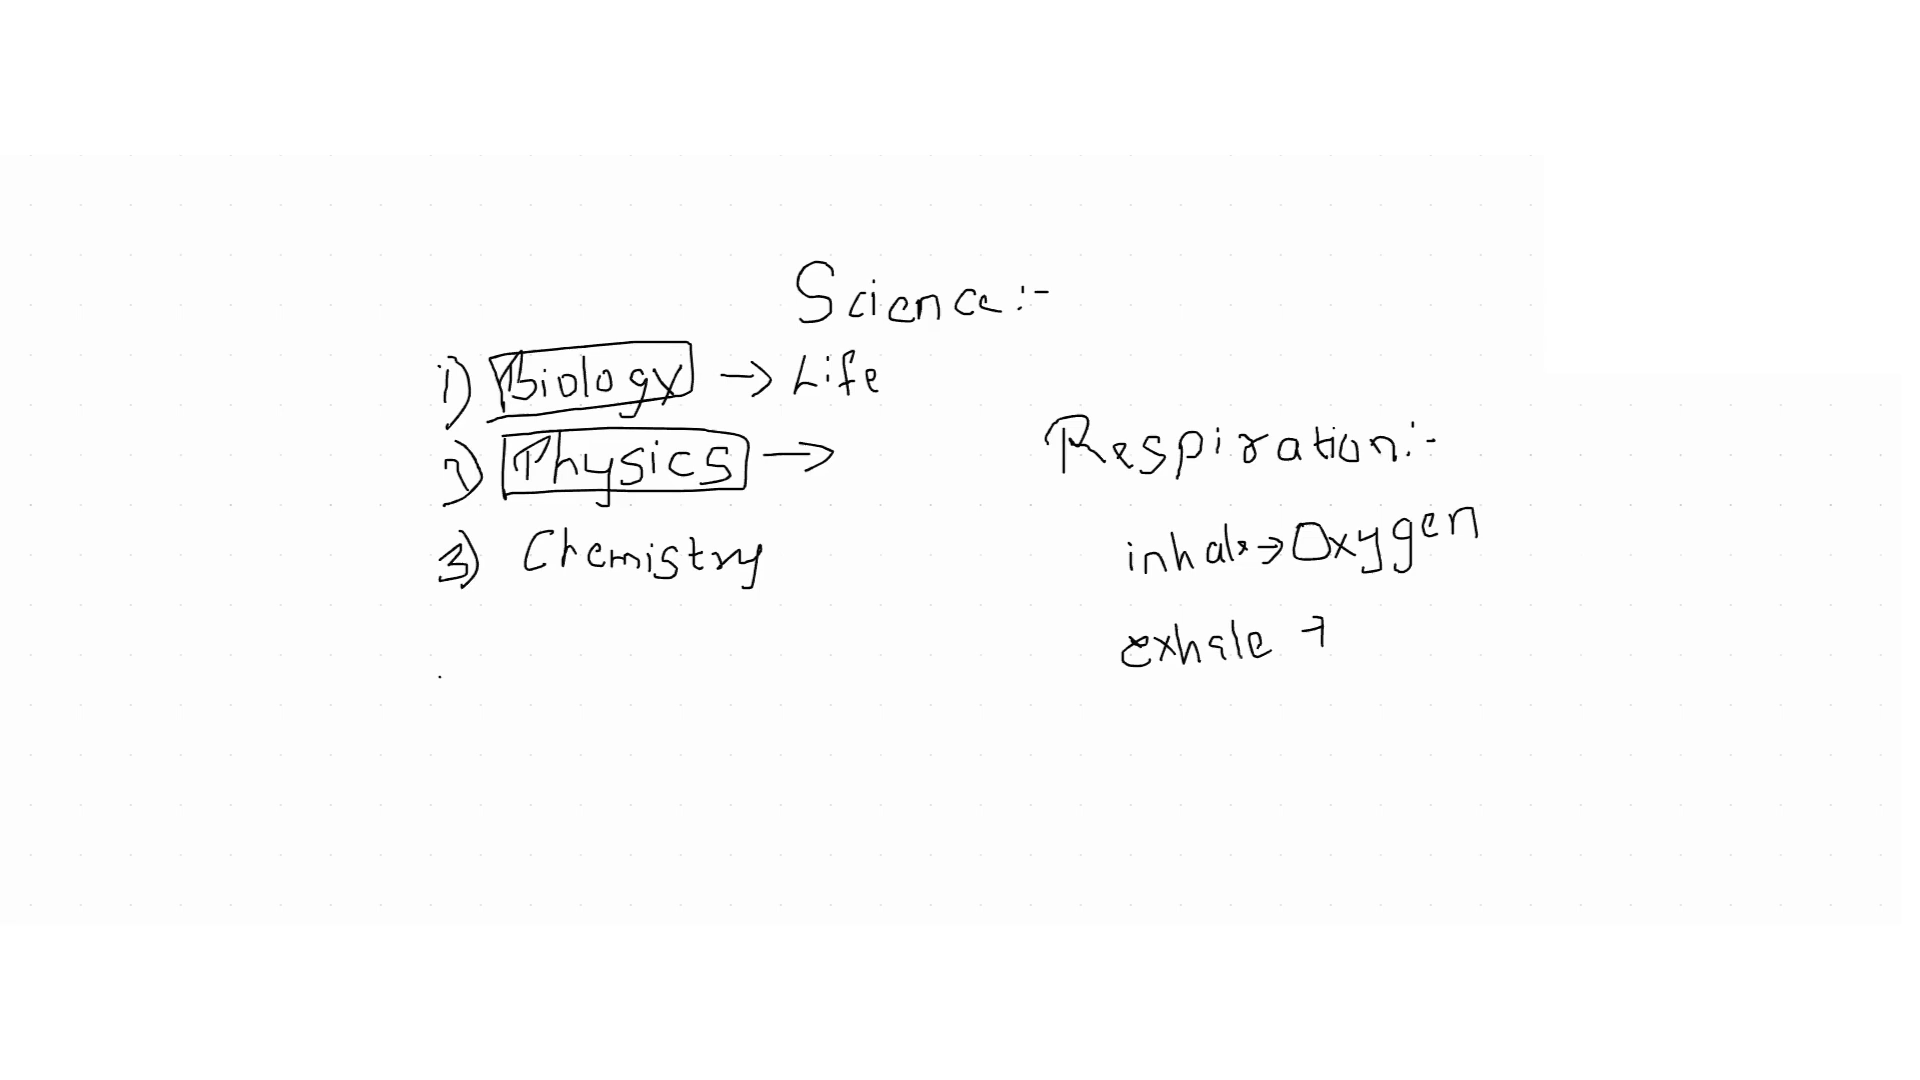 Science:-
1) Biology → Life
2) Physics →
3) Chemistry
Respiration:-
inhale → Oxygen
exhale →